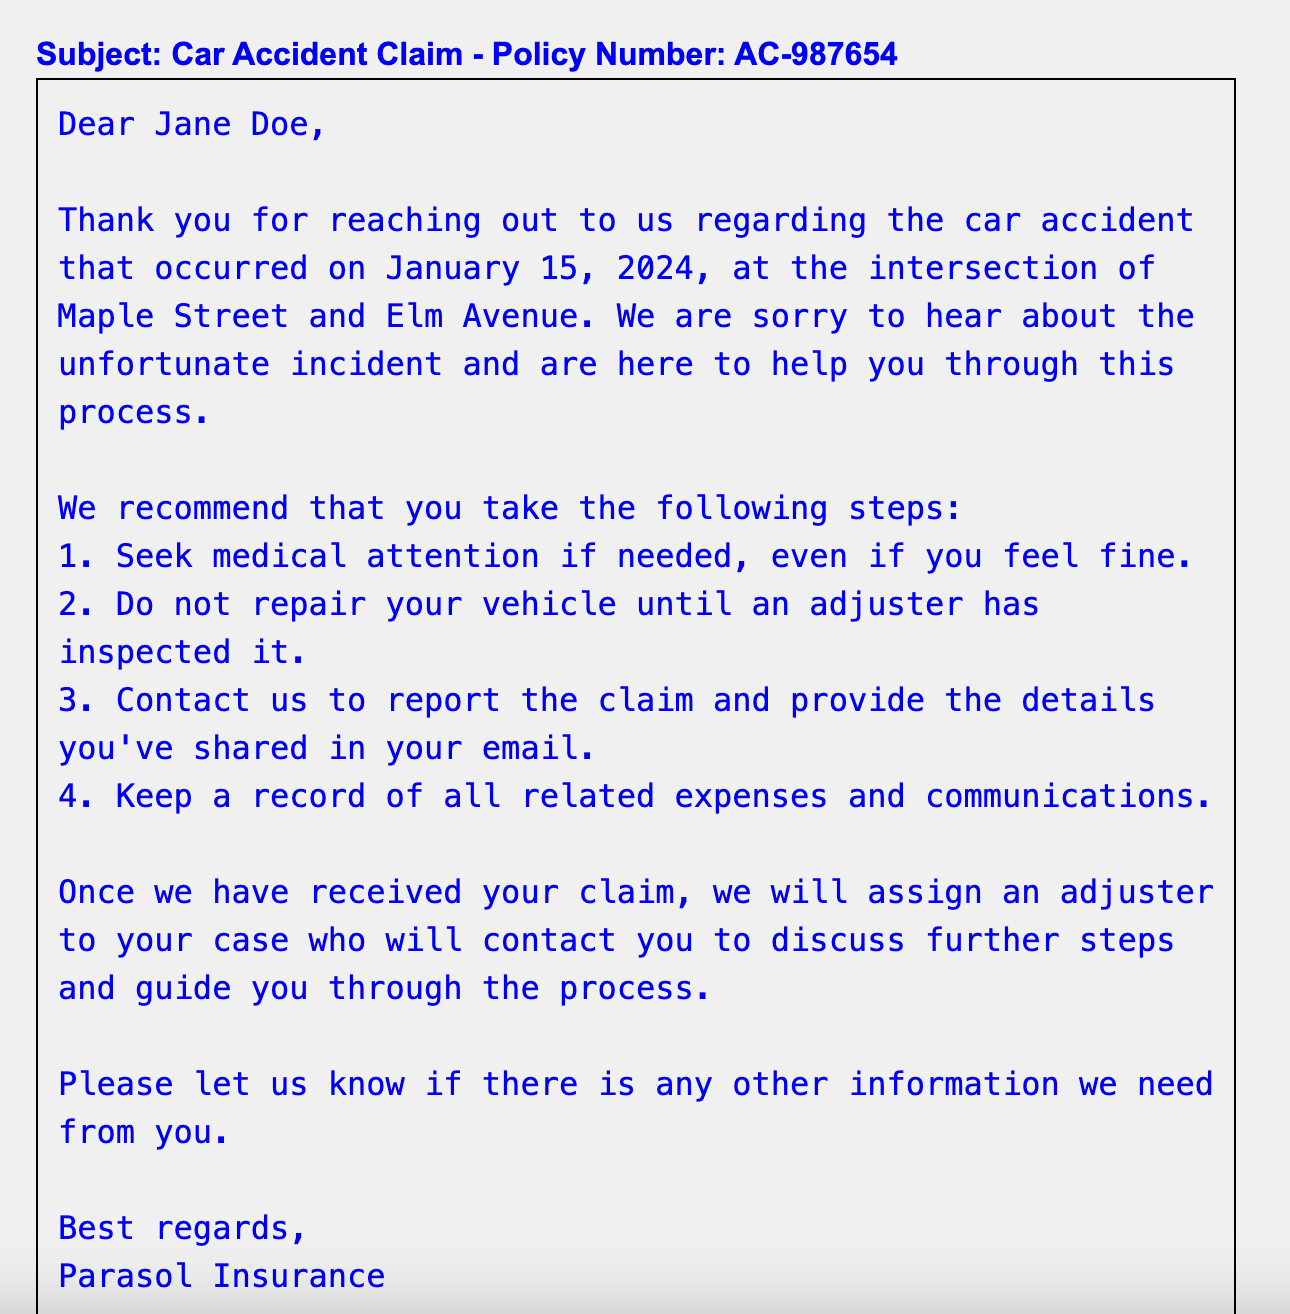 Subject: Car Accident Claim - Policy Number: AC-987654
Dear Jane Doe,
Thank you for reaching out to us regarding the car accident
that occurred on January 15, 2024, at the intersection of
Maple Street and Elm Avenue. We are sorry to hear about the
unfortunate incident and are here to help you through this
process.
We recommend that you take the following steps:
1. Seek medical attention if needed, even if you feel fine.
2. Do not repair your vehicle until an adjuster has
inspected it.
3. Contact us to report the claim and provide the details
you've shared in your email.
4. Keep a record of all related expenses and communications.
Once we have received your claim, we will assign an adjuster
to your case who will contact you to discuss further steps
and guide you through the process.
Please let us know if there is any other information we need
from you.
Best regards,
Parasol Insurance